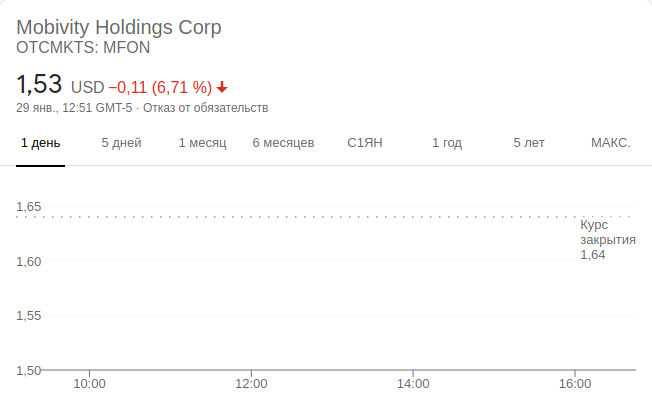 Mobivity Holdings Corp
OTCMKTS: MFON
1,53 USD −0,11 (6,71 %)
29 янв., 12:51 GMT-5 · Отказ от обязательств
1 день 5 дней 1 месяц 6 месяцев С1ЯН 1 год 5 лет МАКС.
1,65
Курс
закрытия
1,64
1,60
1,55
1,50
10:00 12:00 14:00 16:00